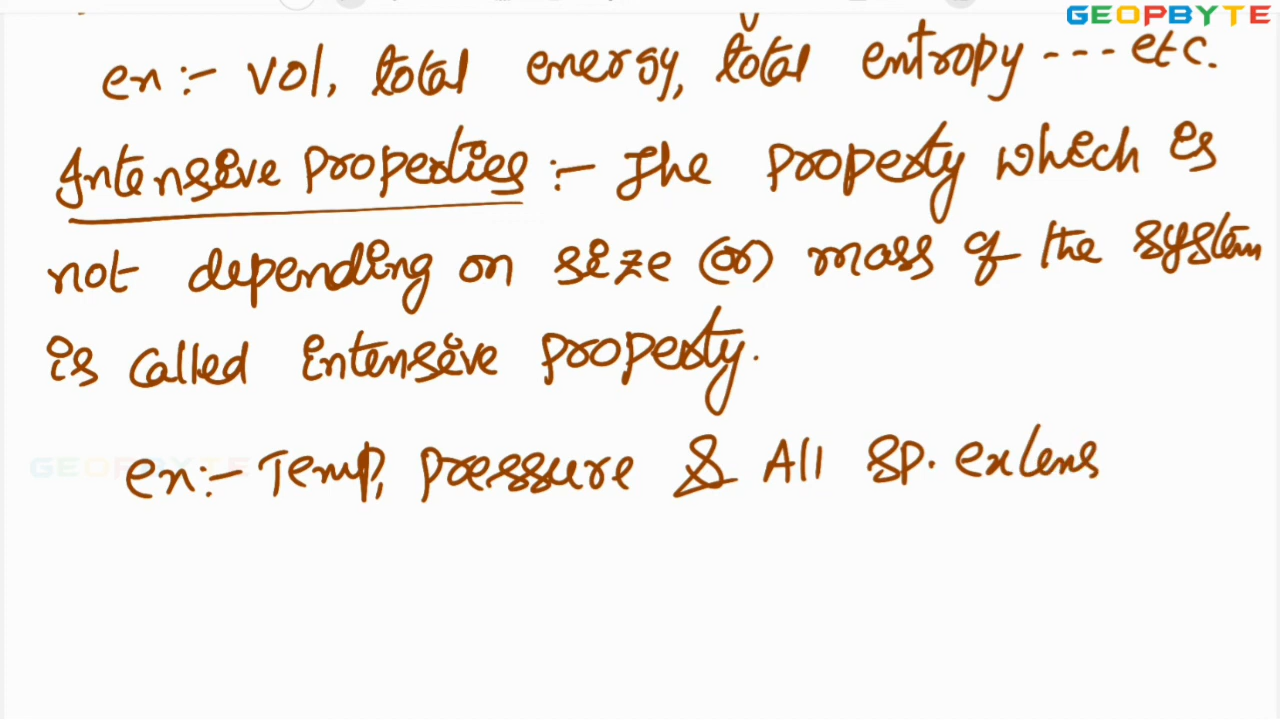 GEOPBYTE
ex:- vol, total energy, total entropy --- etc.
Intensive Properties :- The property which is
not depending on size (or) mass of the system
is called intensive property.
GEOPBYTE
ex:- Temp, pressure & All sp. extens